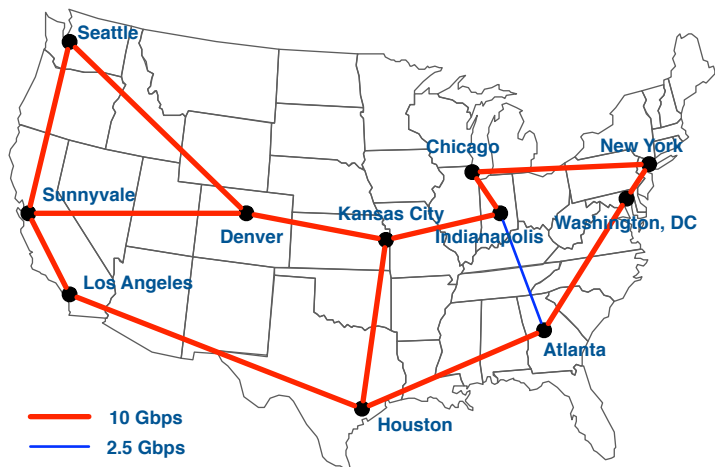 Seattle
Chicago
New York
Sunnyvale
Kansas City
Washington, DC
Denver
Indianapolis
Los Angeles
Atlanta
10 Gbps
Houston
2.5 Gbps